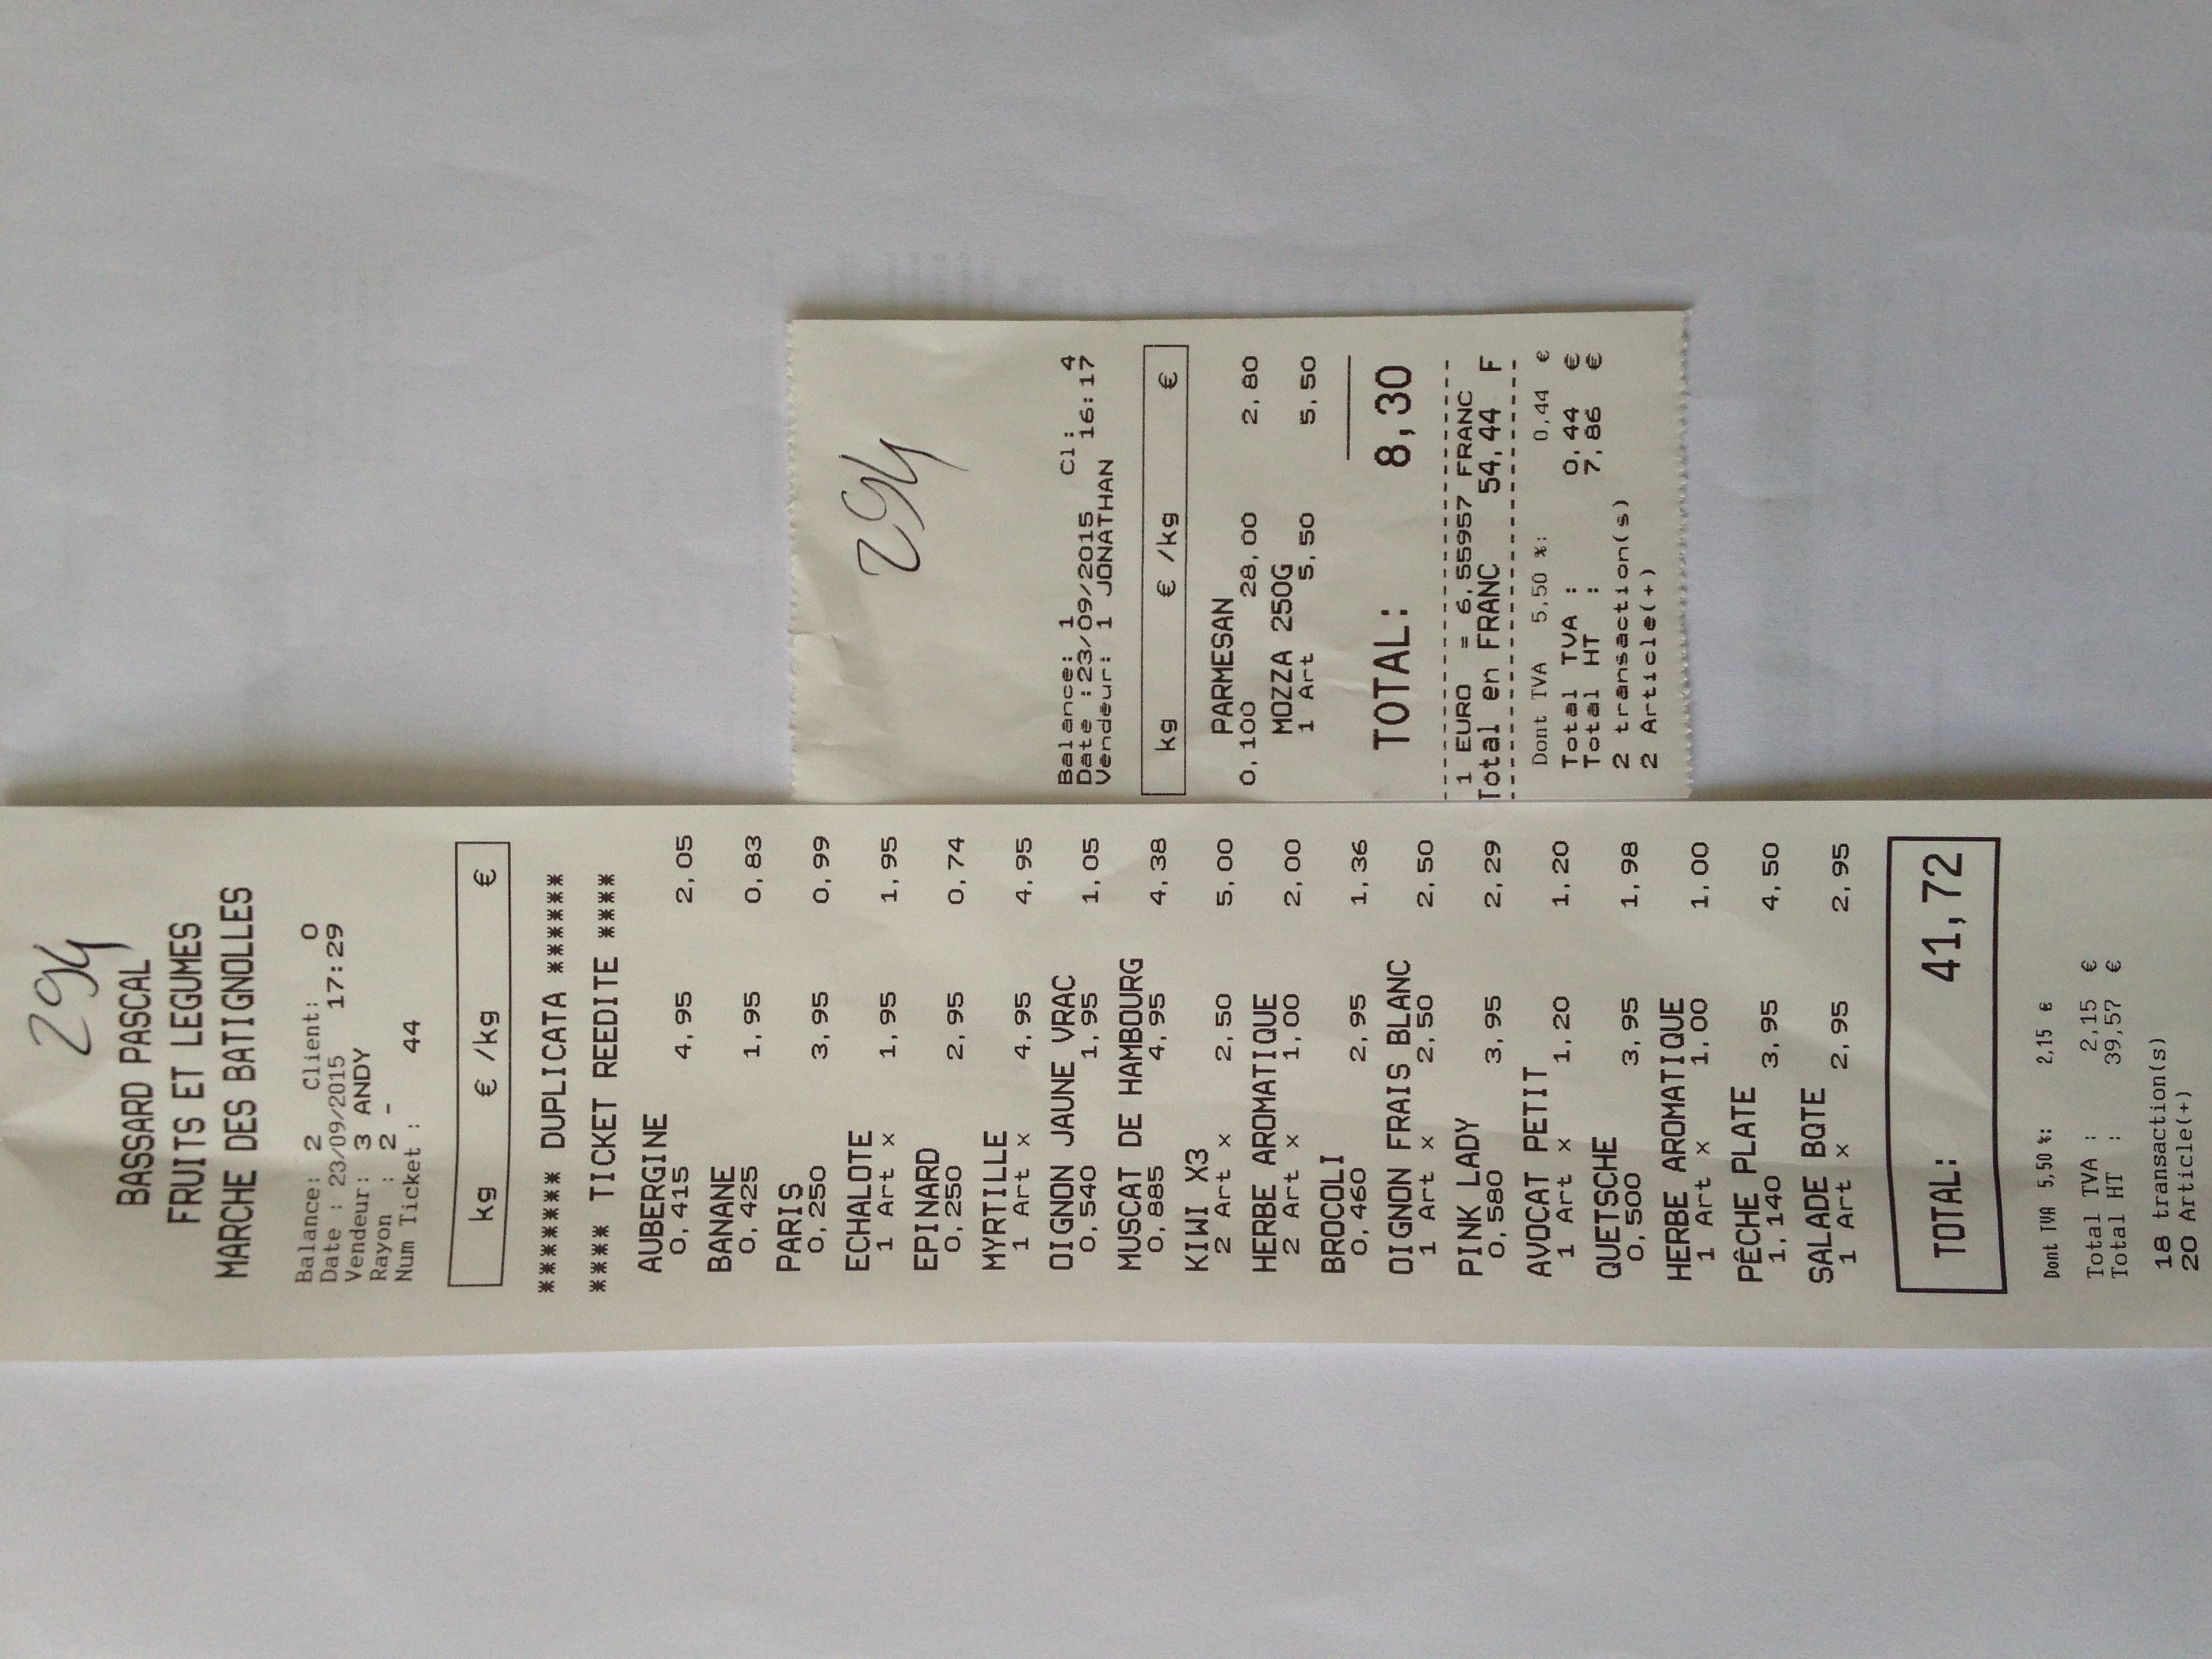 294
BASSARD PASCAL
FRUITS ET LEGUMES
MARCHE DES BATIGNOLLES
Balance: 2 Client: 0
Date : 23/09/2015 17:29
Vendeur: 3 ANDY
Rayon : 2 -
Num Ticket : 44
kg € /kg €
******* DUPLICATA ******
**** TICKET REEDITE ****
AUBERGINE
0,415 4,95 2,05
BANANE
0,425 1,95 0,83
PARIS
0,250 3,95 0,99
ECHALOTE
1 Art x 1,95 1,95
EPINARD
0,250 2,95 0,74
MYRTILLE
1 Art x 4,95 4,95
OIGNON JAUNE VRAC
0,540 1,95 1,05
MUSCAT DE HAMBOURG
0,885 4,95 4,38
KIWI X3
2 Art x 2,50 5,00
HERBE AROMATIQUE
2 Art x 1,00 2,00
BROCOLI
0,460 2,95 1,36
OIGNON FRAIS BLANC
1 Art x 2,50 2,50
PINK LADY
0,580 3,95 2,29
AVOCAT PETIT
1 Art x 1,20 1,20
QUETSCHE
0,500 3,95 1,98
HERBE AROMATIQUE
1 Art x 1,00 1,00
PÊCHE PLATE
1,140 3,95 4,50
SALADE BQTE
1 Art x 2,95 2,95
TOTAL: 41,72
Dont TVA 5,50 %: 2,15 €
Total TVA : 2,15 €
Total HT : 39,57 €
18 transaction(s)
20 Article(+)
294
Balance: 1 Cl: 4
Date :23/09/2015 16:17
Vendeur: 1 JONATHAN
kg € /kg €
PARMESAN
0,100 28,00 2,80
MOZZA 250G
1 Art 5,50 5,50
TOTAL: 8,30
1 EURO = 6,55957 FRANC
Total en FRANC 54,44 F
Dont TVA 5,50 %: 0,44 €
Total TVA : 0,44 €
Total HT : 7,86 €
2 transaction(s)
2 Article(+)